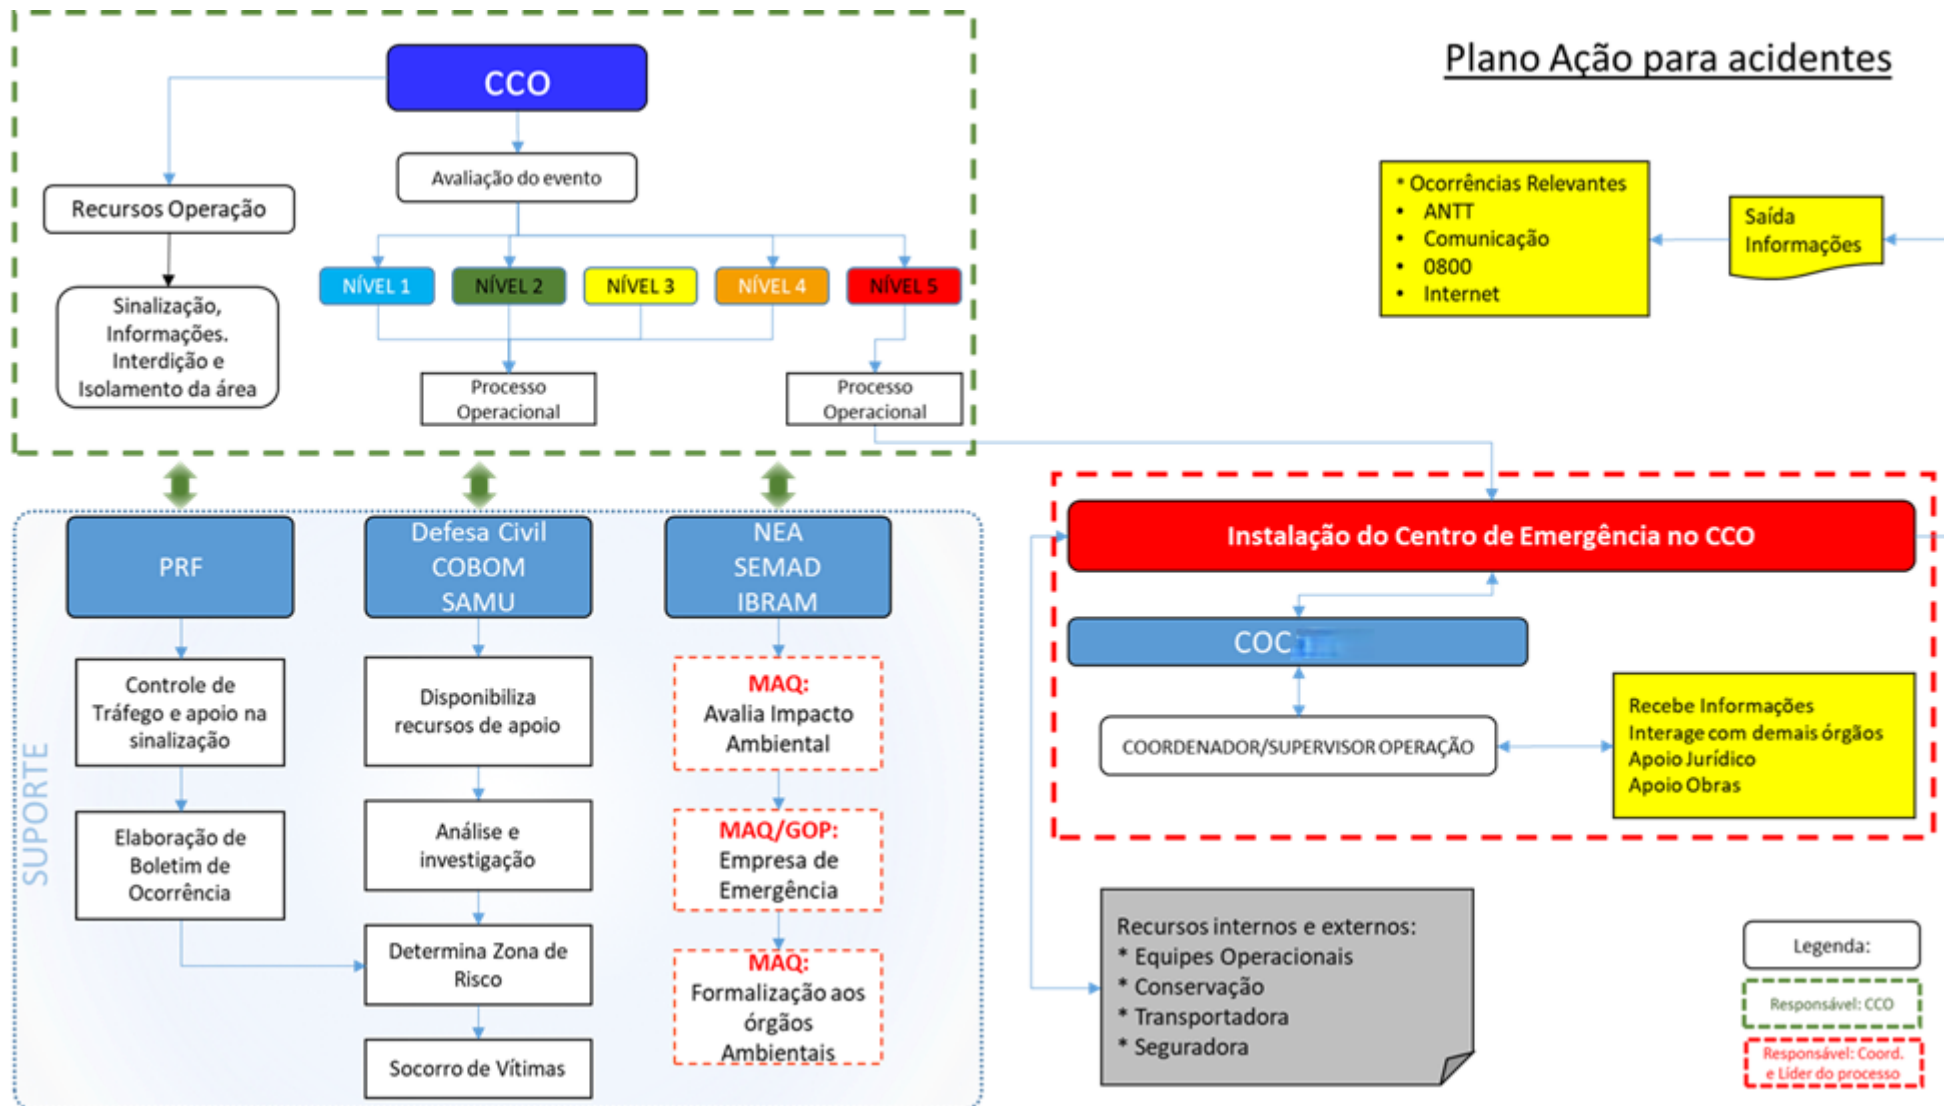 Plano Ação para acidentes
CCO
Avaliação do evento
Recursos Operação
Sinalização,
Informações.
Interdição e
Isolamento da área
NÍVEL 1
NÍVEL 2
NÍVEL 3
NÍVEL 4
NÍVEL 5
Processo
Operacional
Processo
Operacional
* Ocorrências Relevantes
• ANTT
• Comunicação
• 0800
• Internet
Saída
Informações
SUPORTE
PRF
Controle de
Tráfego e apoio na
sinalização
Elaboração de
Boletim de
Ocorrência
Defesa Civil
COBOM
SAMU
Disponibiliza
recursos de apoio
Análise e
investigação
Determina Zona de
Risco
Socorro de Vítimas
NEA
SEMAD
IBRAM
MAQ:
Avalia Impacto
Ambiental
MAQ/GOP:
Empresa de
Emergência
MAQ:
Formalização aos
órgãos
Ambientais
Instalação do Centro de Emergência no CCO
COC
COORDENADOR/SUPERVISOR OPERAÇÃO
Recebe Informações
Interage com demais órgãos
Apoio Jurídico
Apoio Obras
Recursos internos e externos:
* Equipes Operacionais
* Conservação
* Transportadora
* Seguradora
Legenda:
Responsável: CCO
Responsável: Coord.
e Líder do processo